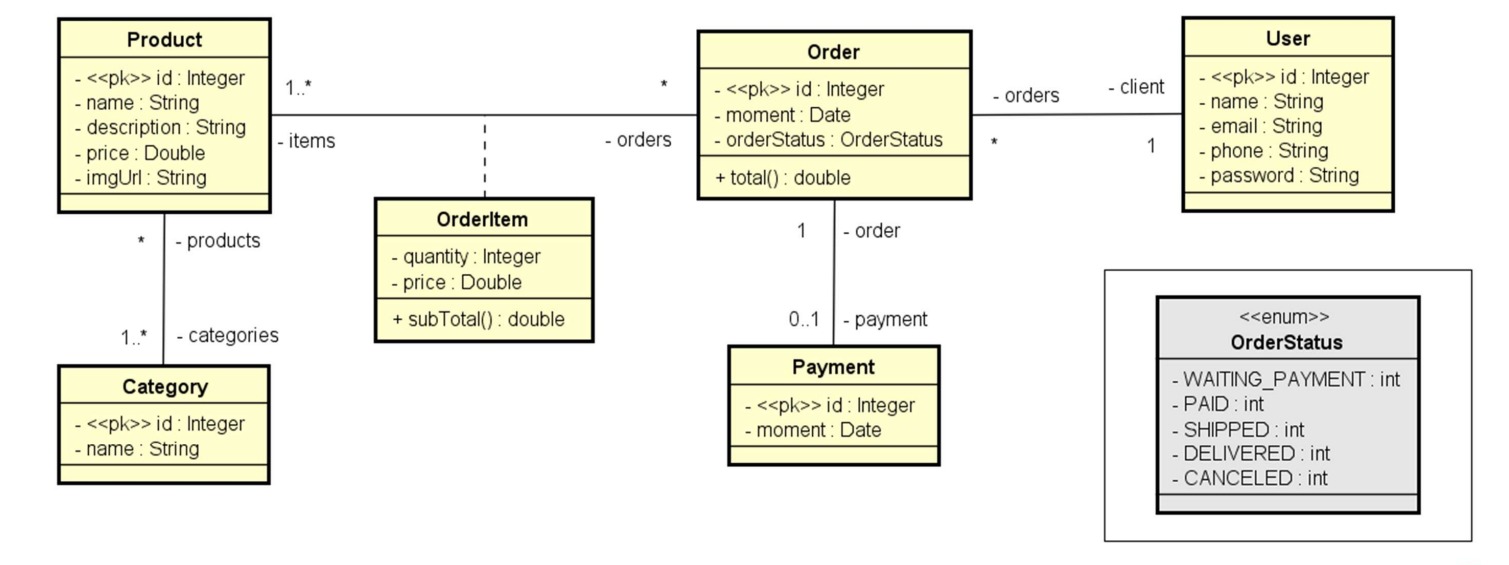 Product
- <<pk>> id : Integer
- name : String
- description : String
- price : Double
- imgUrl : String
1..*
- items
*
- orders
Order
- <<pk>> id : Integer
- moment : Date
- orderStatus : OrderStatus
+ total() : double
- orders
*
- client
1
User
- <<pk>> id : Integer
- name : String
- email : String
- phone : String
- password : String
OrderItem
- quantity : Integer
- price : Double
+ subTotal() : double
* - products
1..* - categories
Category
- <<pk>> id : Integer
- name : String
1 - order
0..1 - payment
Payment
- <<pk>> id : Integer
- moment : Date
<<enum>>
OrderStatus
- WAITING_PAYMENT : int
- PAID : int
- SHIPPED : int
- DELIVERED : int
- CANCELED : int